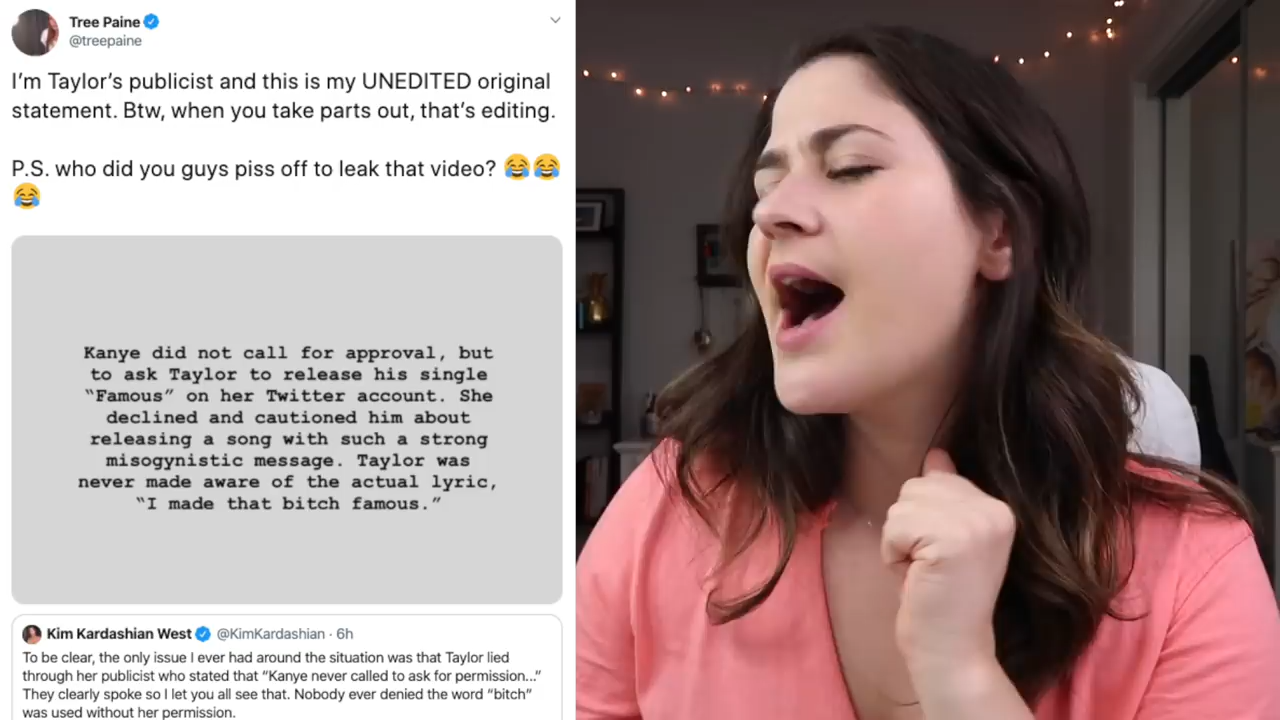 Tree Paine
@treepaine
I’m Taylor’s publicist and this is my UNEDITED original
statement. Btw, when you take parts out, that’s editing.
P.S. who did you guys piss off to leak that video? 😂😂
😂
Kanye did not call for approval, but
to ask Taylor to release his single
“Famous” on her Twitter account. She
declined and cautioned him about
releasing a song with such a strong
misogynistic message. Taylor was
never made aware of the actual lyric,
“I made that bitch famous.”
Kim Kardashian West @KimKardashian · 6h
To be clear, the only issue I ever had around the situation was that Taylor lied
through her publicist who stated that “Kanye never called to ask for permission...”
They clearly spoke so I let you all see that. Nobody ever denied the word “bitch”
was used without her permission.